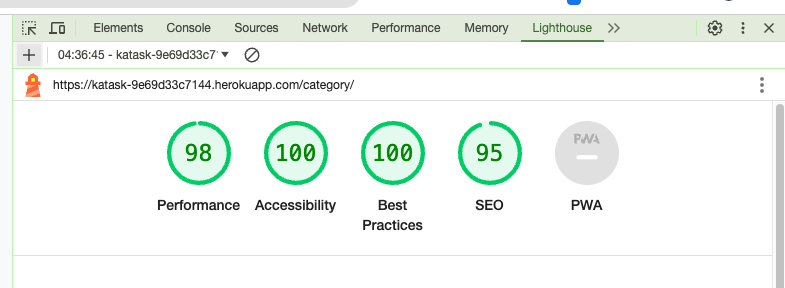 Elements Console Sources Network Performance Memory Lighthouse
04:36:45 - katask-9e69d33c7
https://katask-9e69d33c7144.herokuapp.com/category/
98 100 100 95 PWA
Performance Accessibility Best Practices SEO PWA